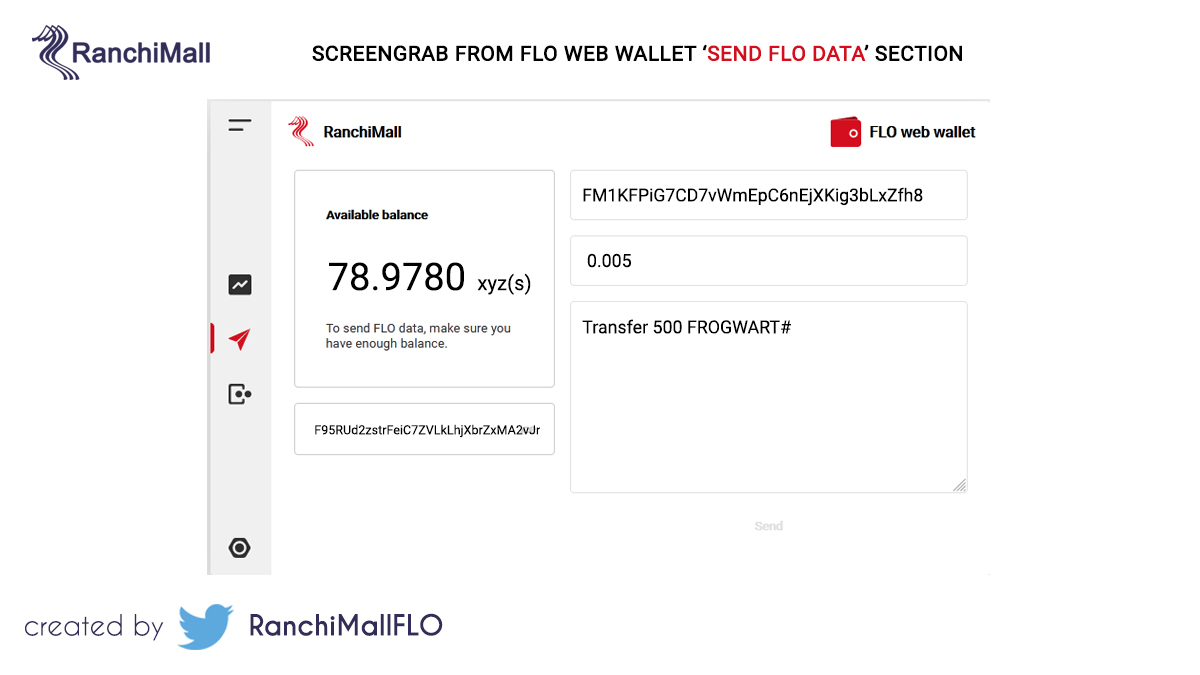 RanchiMall
SCREENGRAB FROM FLO WEB WALLET ‘SEND FLO DATA’ SECTION
RanchiMall
FLO web wallet
Available balance
78.9780 xyz(s)
To send FLO data, make sure you
have enough balance.
F95RUd2zstrFeiC7ZVLkLhjXbrZxMA2vJr
FM1KFPiG7CD7vWmEpC6nEjXKig3bLxZfh8
0.005
Transfer 500 FROGWART#
Send
created by RanchiMallFLO